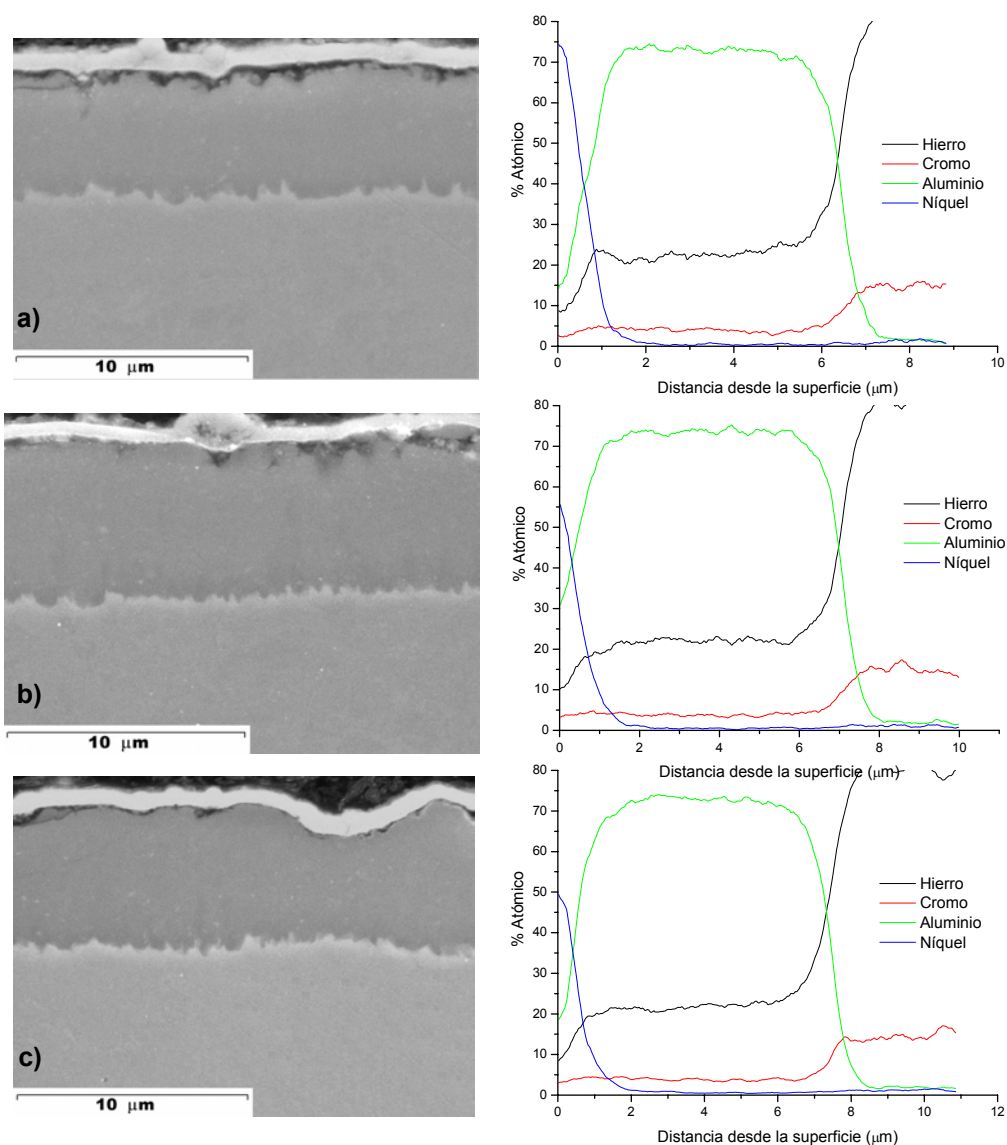 a)
10 µm
80
70
60
50
40
30
20
10
0
% Atómico
Hierro
Cromo
Aluminio
Níquel
0 2 4 6 8 10
Distancia desde la superficie (µm)
b)
10 µm
80
70
60
50
40
30
20
10
0
% Atómico
Hierro
Cromo
Aluminio
Níquel
0 2 4 6 8 10
Distancia desde la superficie (µm)
c)
10 µm
80
70
60
50
40
30
20
10
0
% Atómico
Hierro
Cromo
Aluminio
Níquel
0 2 4 6 8 10 12
Distancia desde la superficie (µm)